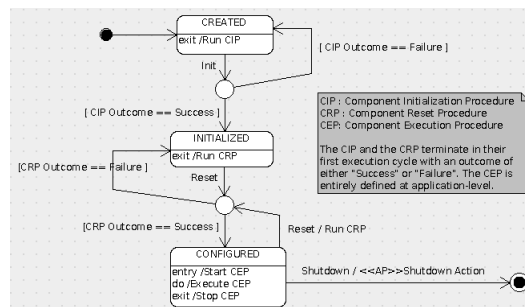 CREATED
exit /Run CIP
[ CIP Outcome == Failure ]
Init
[ CIP Outcome == Success ]
CIP : Component Initialization Procedure
CRP : Component Reset Procedure
CEP: Component Execution Procedure
The CIP and the CRP terminate in their
first execution cycle with an outcome of
either "Success" or "Failure". The CEP is
entirely defined at application-level.
INITIALIZED
exit /Run CRP
[CRP Outcome == Failure ]
Reset
[CRP Outcome == Success ]
Reset / Run CRP
CONFIGURED
entry /Start CEP
do /Execute CEP
exit /Stop CEP
Shutdown / <<AP>>Shutdown Action